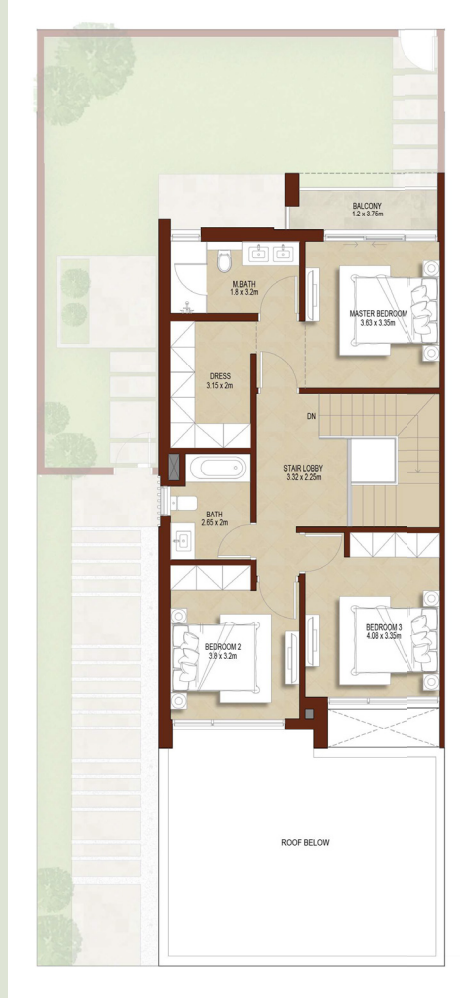 BALCONY
1.2 x 3.76m
M.BATH
1.8 x 3.2m
MASTER BEDROOM
3.63 x 3.35m
DRESS
3.15 x 2m
DN
STAIR LOBBY
3.32 x 2.25m
BATH
2.65 x 2m
BEDROOM 3
4.08 x 3.35m
BEDROOM 2
3.8 x 3.2m
ROOF BELOW